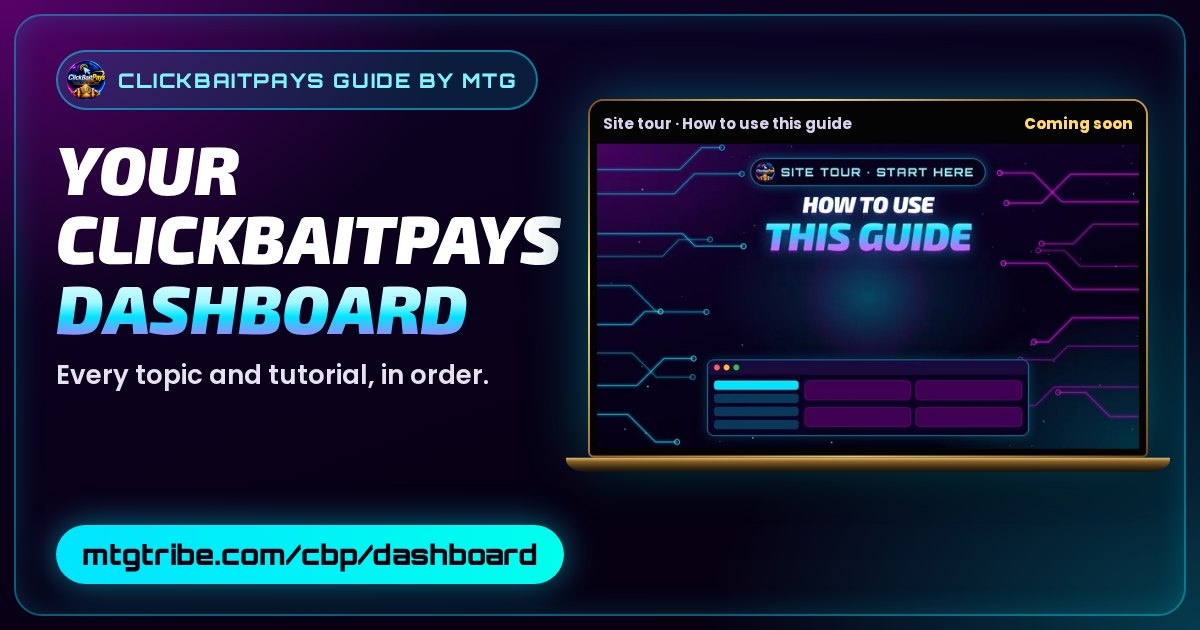 ClickBaitPays
CLICKBAITPAYS GUIDE BY MTG
YOUR
CLICKBAITPAYS
DASHBOARD
Every topic and tutorial, in order.
mtgtribe.com/cbp/dashboard
Site tour · How to use this guide
Coming soon
SITE TOUR · START HERE
HOW TO USE
THIS GUIDE